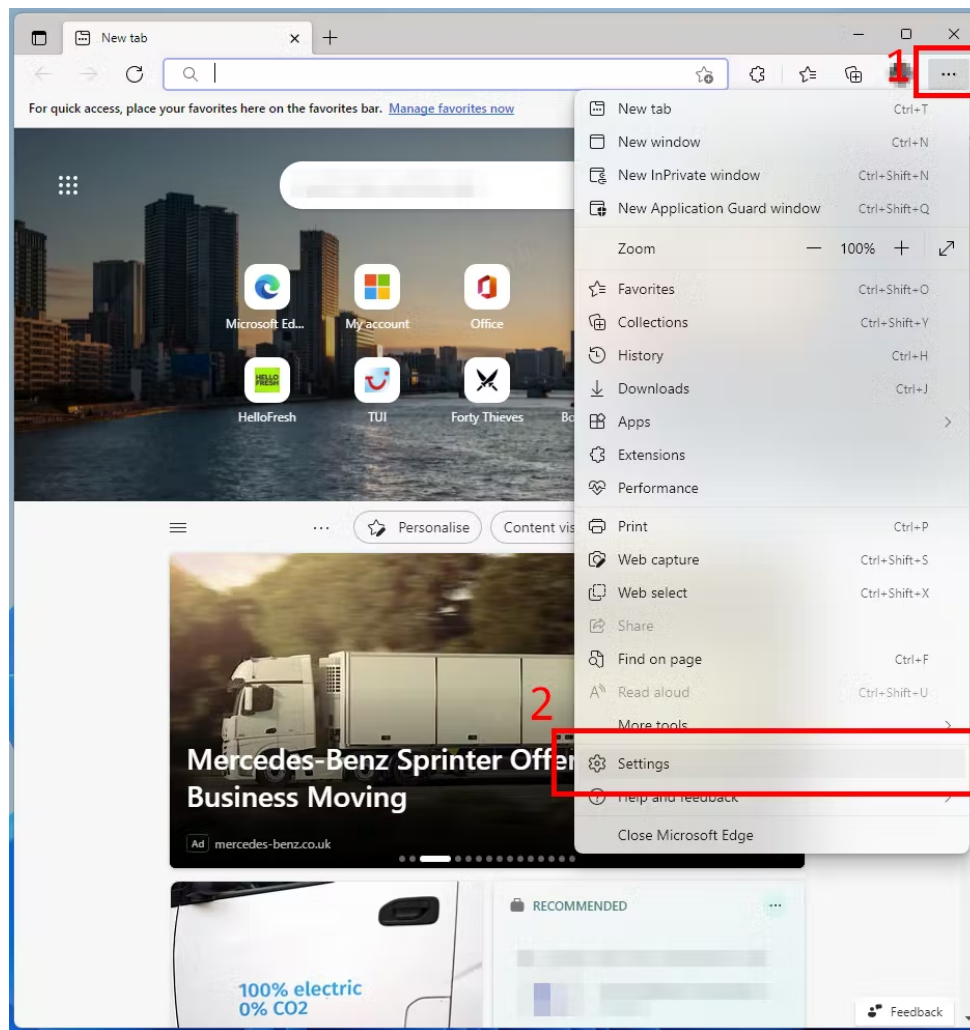 New tab
1
For quick access, place your favorites here on the favorites bar. Manage favorites now
New tab Ctrl+T
New window Ctrl+N
New InPrivate window Ctrl+Shift+N
New Application Guard window Ctrl+Shift+Q
Zoom 100%
Favorites Ctrl+Shift+O
Collections Ctrl+Shift+Y
History Ctrl+H
Downloads Ctrl+J
Apps
Extensions
Performance
Print Ctrl+P
Web capture Ctrl+Shift+S
Web select Ctrl+Shift+X
Share
Find on page Ctrl+F
Read aloud Ctrl+Shift+U
More tools
2
Settings
Help and feedback
Close Microsoft Edge
Microsoft Ed...
My account
Office
HELLO
FRESH
HelloFresh
TUI
Forty Thieves
Bo
... Personalise
Content vis
Mercedes-Benz Sprinter Offer
Business Moving
Ad mercedes-benz.co.uk
100% electric
0% CO2
RECOMMENDED
Feedback